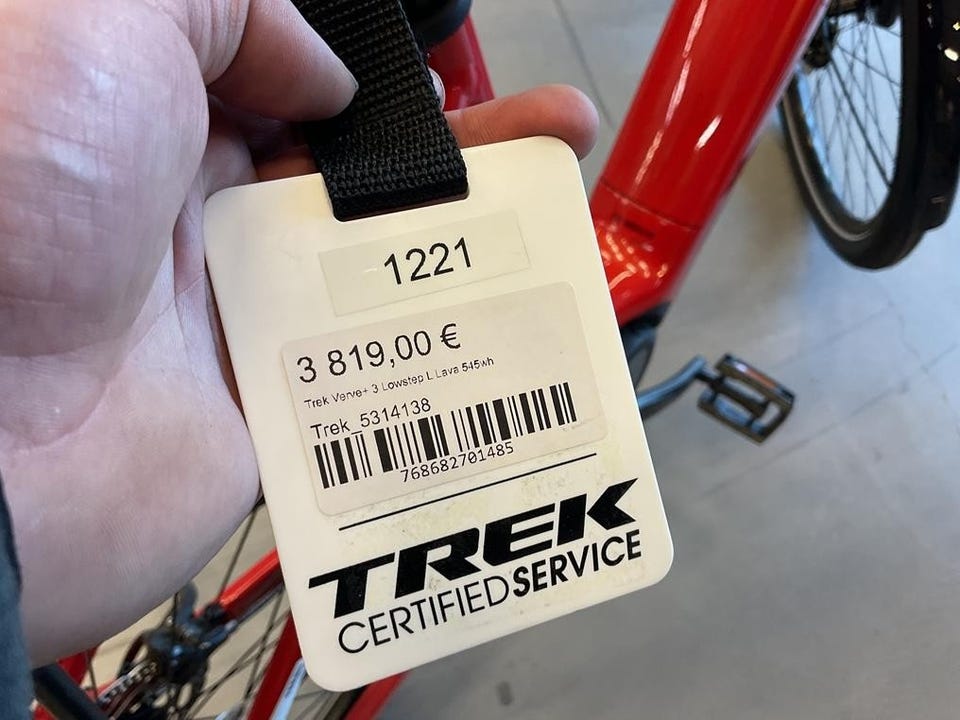 1221
3 819,00 €
Trek Verve+ 3 Lowstep L Lava 545wh
Trek_5314138
768682701485
TREK
CERTIFIED SERVICE